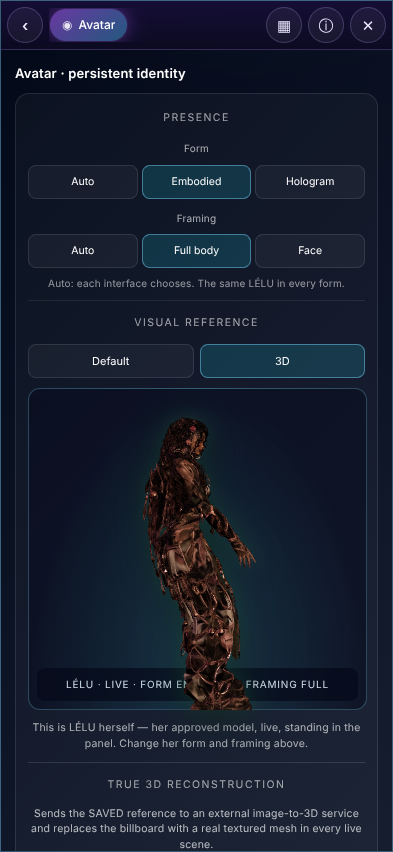 Avatar
Avatar · persistent identity
PRESENCE
Form
Auto Embodied Hologram
Framing
Auto Full body Face
Auto: each interface chooses. The same LÉLU in every form.
VISUAL REFERENCE
Default 3D
LÉLU · LIVE · FORM FRAMING FULL
This is LÉLU herself — her approved model, live, standing in the
panel. Change her form and framing above.
TRUE 3D RECONSTRUCTION
Sends the SAVED reference to an external image-to-3D service
and replaces the billboard with a real textured mesh in every live
scene.